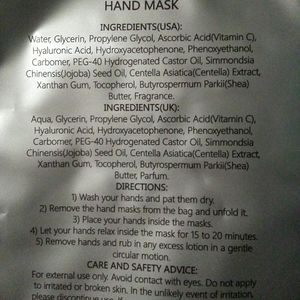 HAND MASK
INGREDIENTS(USA):
Water, Glycerin, Propylene Glycol, Ascorbic Acid(Vitamin C),
Hyaluronic Acid, Hydroxyacetophenone, Phenoxyethanol,
Carbomer, PEG-40 Hydrogenated Castor Oil, Simmondsia
Chinensis(Jojoba) Seed Oil, Centella Asiatica(Centella) Extract,
Xanthan Gum, Tocopherol, Butyrospermum Parkii(Shea)
Butter, Fragrance.
INGREDIENTS(UK):
Aqua, Glycerin, Propylene Glycol, Ascorbic Acid(Vitamin C),
Hyaluronic Acid, Hydroxyacetophenone, Phenoxyethanol,
Carbomer, PEG-40 Hydrogenated Castor Oil, Simmondsia
Chinensis(Jojoba) Seed Oil, Centella Asiatica(Centella) Extract,
Xanthan Gum, Tocopherol, Butyrospermum Parkii(Shea)
Butter, Parfum.
DIRECTIONS:
1) Wash your hands and pat them dry.
2) Remove the hand masks from the bag and unfold it.
3) Place your hands inside the masks.
4) Let your hands relax inside the mask for 15 to 20 minutes.
5) Remove hands and rub in any excess lotion in a gentle
circular motion.
CARE AND SAFETY ADVICE:
For external use only. Avoid contact with eyes. Do not apply
to irritated or broken skin. In the unlikely event of irritation,
please discontinue use. If